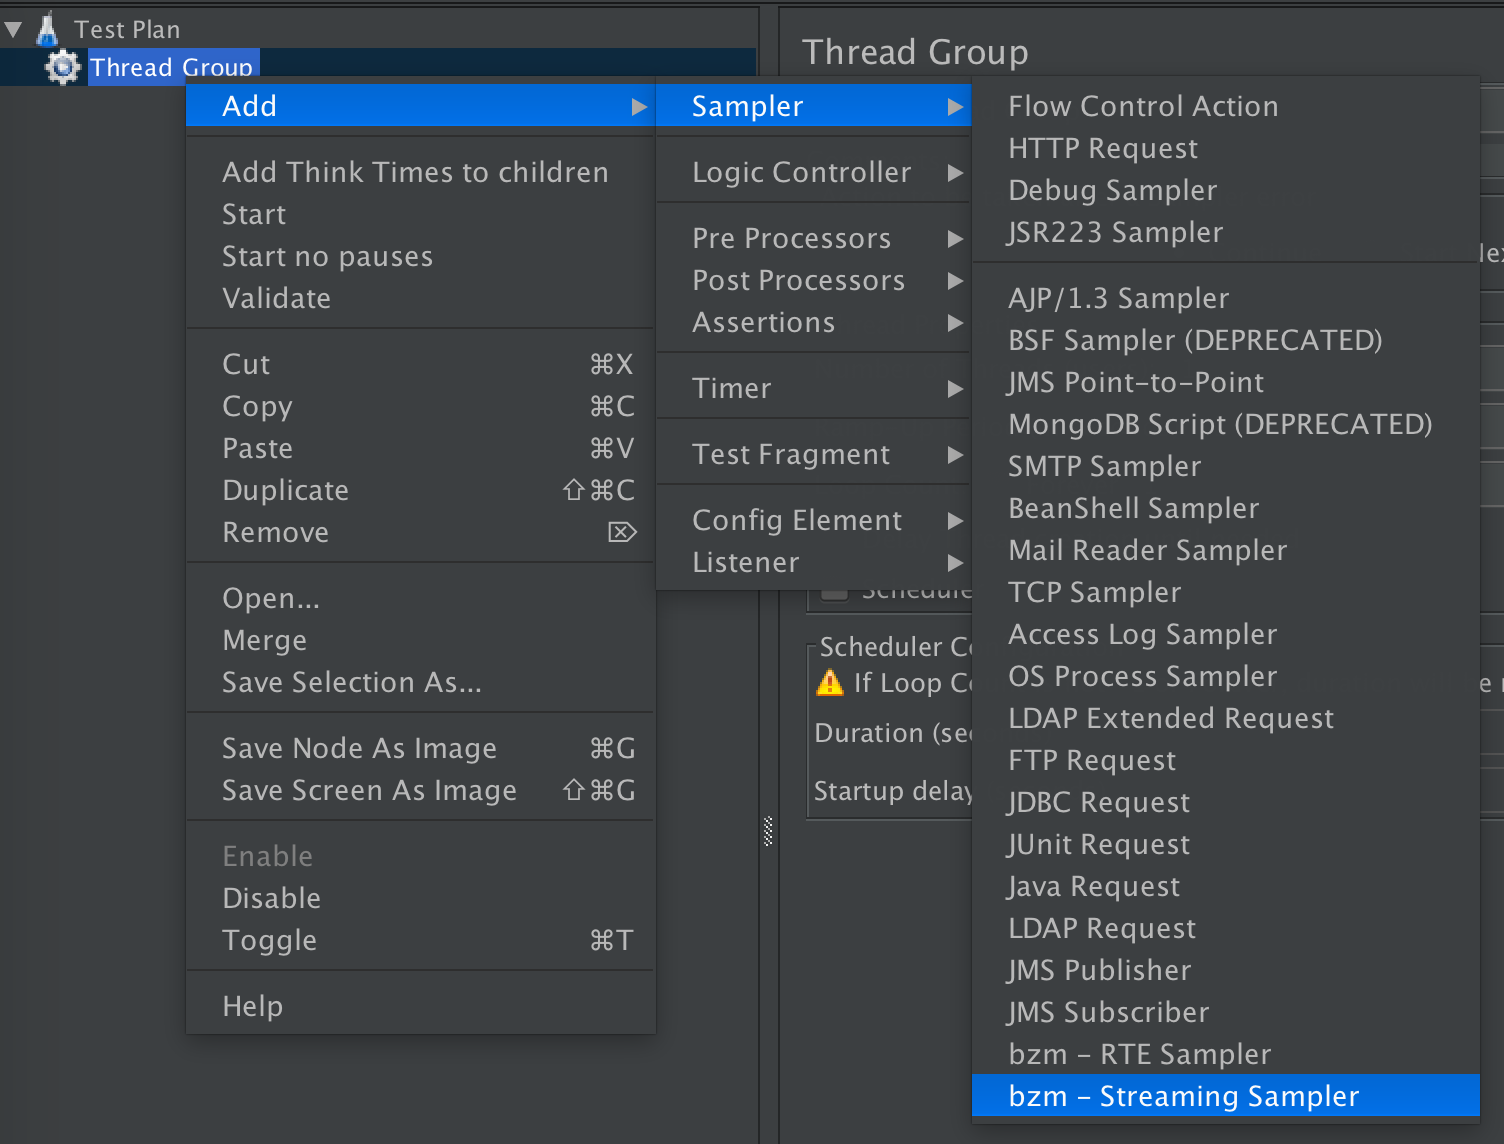 Test Plan
Thread Group
Thread Group
Add
Add Think Times to children
Start
Start no pauses
Validate
Cut ⌘X
Copy ⌘C
Paste ⌘V
Duplicate ⇧⌘C
Remove ⌦
Open...
Merge
Save Selection As...
Save Node As Image ⌘G
Save Screen As Image ⇧⌘G
Enable
Disable
Toggle ⌘T
Help
Sampler
Logic Controller
Pre Processors
Post Processors
Assertions
Timer
Test Fragment
Config Element
Listener
Flow Control Action
HTTP Request
Debug Sampler
JSR223 Sampler
AJP/1.3 Sampler
BSF Sampler (DEPRECATED)
JMS Point-to-Point
MongoDB Script (DEPRECATED)
SMTP Sampler
BeanShell Sampler
Mail Reader Sampler
TCP Sampler
Access Log Sampler
OS Process Sampler
LDAP Extended Request
FTP Request
JDBC Request
JUnit Request
Java Request
LDAP Request
JMS Publisher
JMS Subscriber
bzm - RTE Sampler
bzm - Streaming Sampler
Scheduler
Scheduler
If Loop
Duration
Startup delay